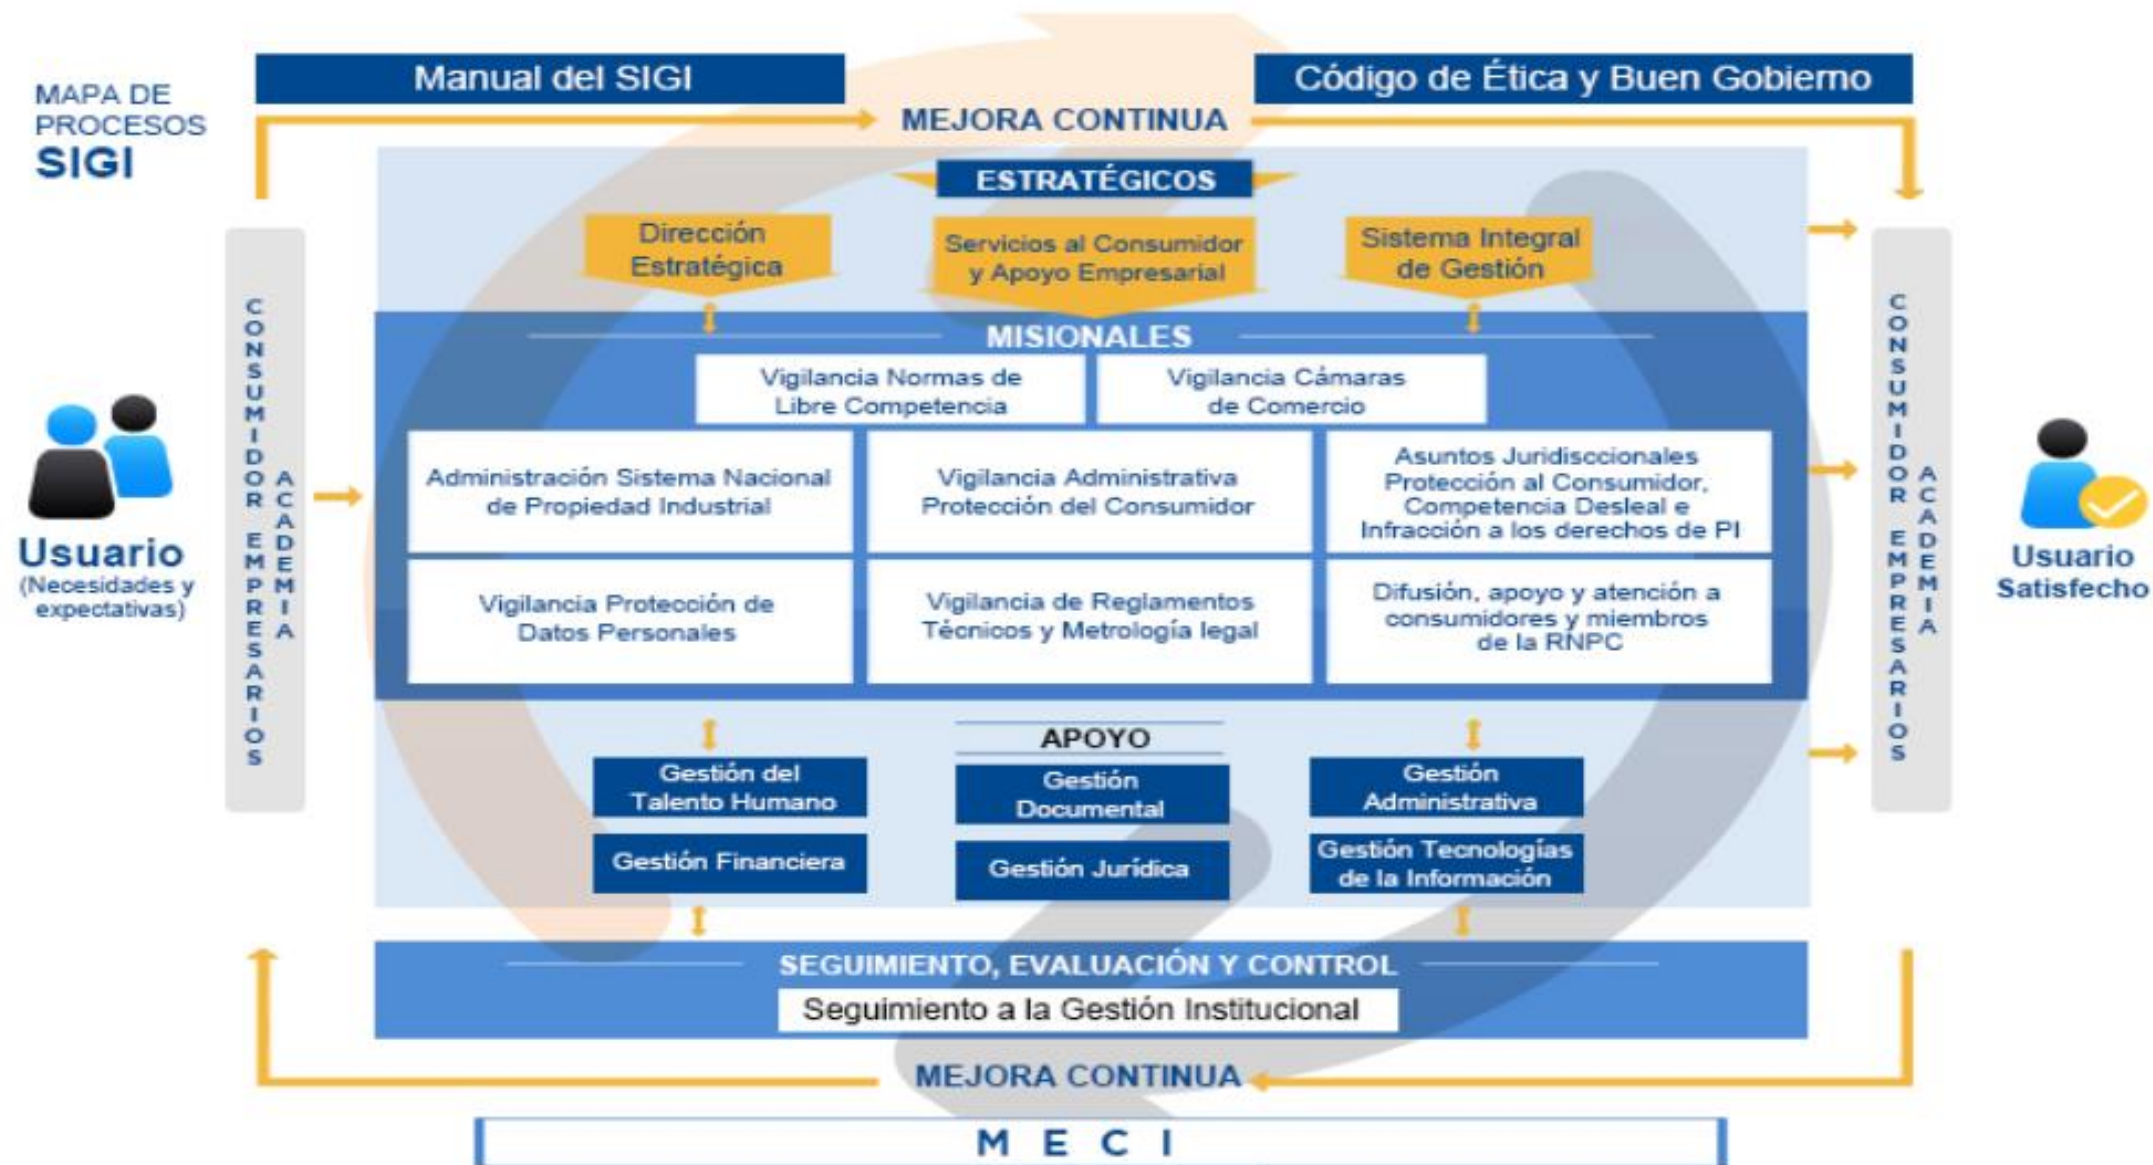 MAPA DE
PROCESOS
SIGI
Manual del SIGI
Código de Ética y Buen Gobierno
MEJORA CONTINUA
ESTRATÉGICOS
Dirección
Estratégica
Servicios al Consumidor
y Apoyo Empresarial
Sistema Integral
de Gestión
MISIONALES
Vigilancia Normas de
Libre Competencia
Vigilancia Cámaras
de Comercio
Administración Sistema Nacional
de Propiedad Industrial
Vigilancia Administrativa
Protección del Consumidor
Asuntos Juridisccionales
Protección al Consumidor,
Competencia Desleal e
Infracción a los derechos de PI
Vigilancia Protección de
Datos Personales
Vigilancia de Reglamentos
Técnicos y Metrología legal
Difusión, apoyo y atención a
consumidores y miembros
de la RNPC
APOYO
Gestión del
Talento Humano
Gestión
Documental
Gestión
Administrativa
Gestión Financiera
Gestión Jurídica
Gestión Tecnologías
de la Información
SEGUIMIENTO, EVALUACIÓN Y CONTROL
Seguimiento a la Gestión Institucional
MEJORA CONTINUA
MECI
Usuario
(Necesidades y
expectativas)
CONSUMIDOR EMPRESARIOS
ACADEMIA
CONSUMIDOR EMPRESARIOS
ACADEMIA
Usuario
Satisfecho